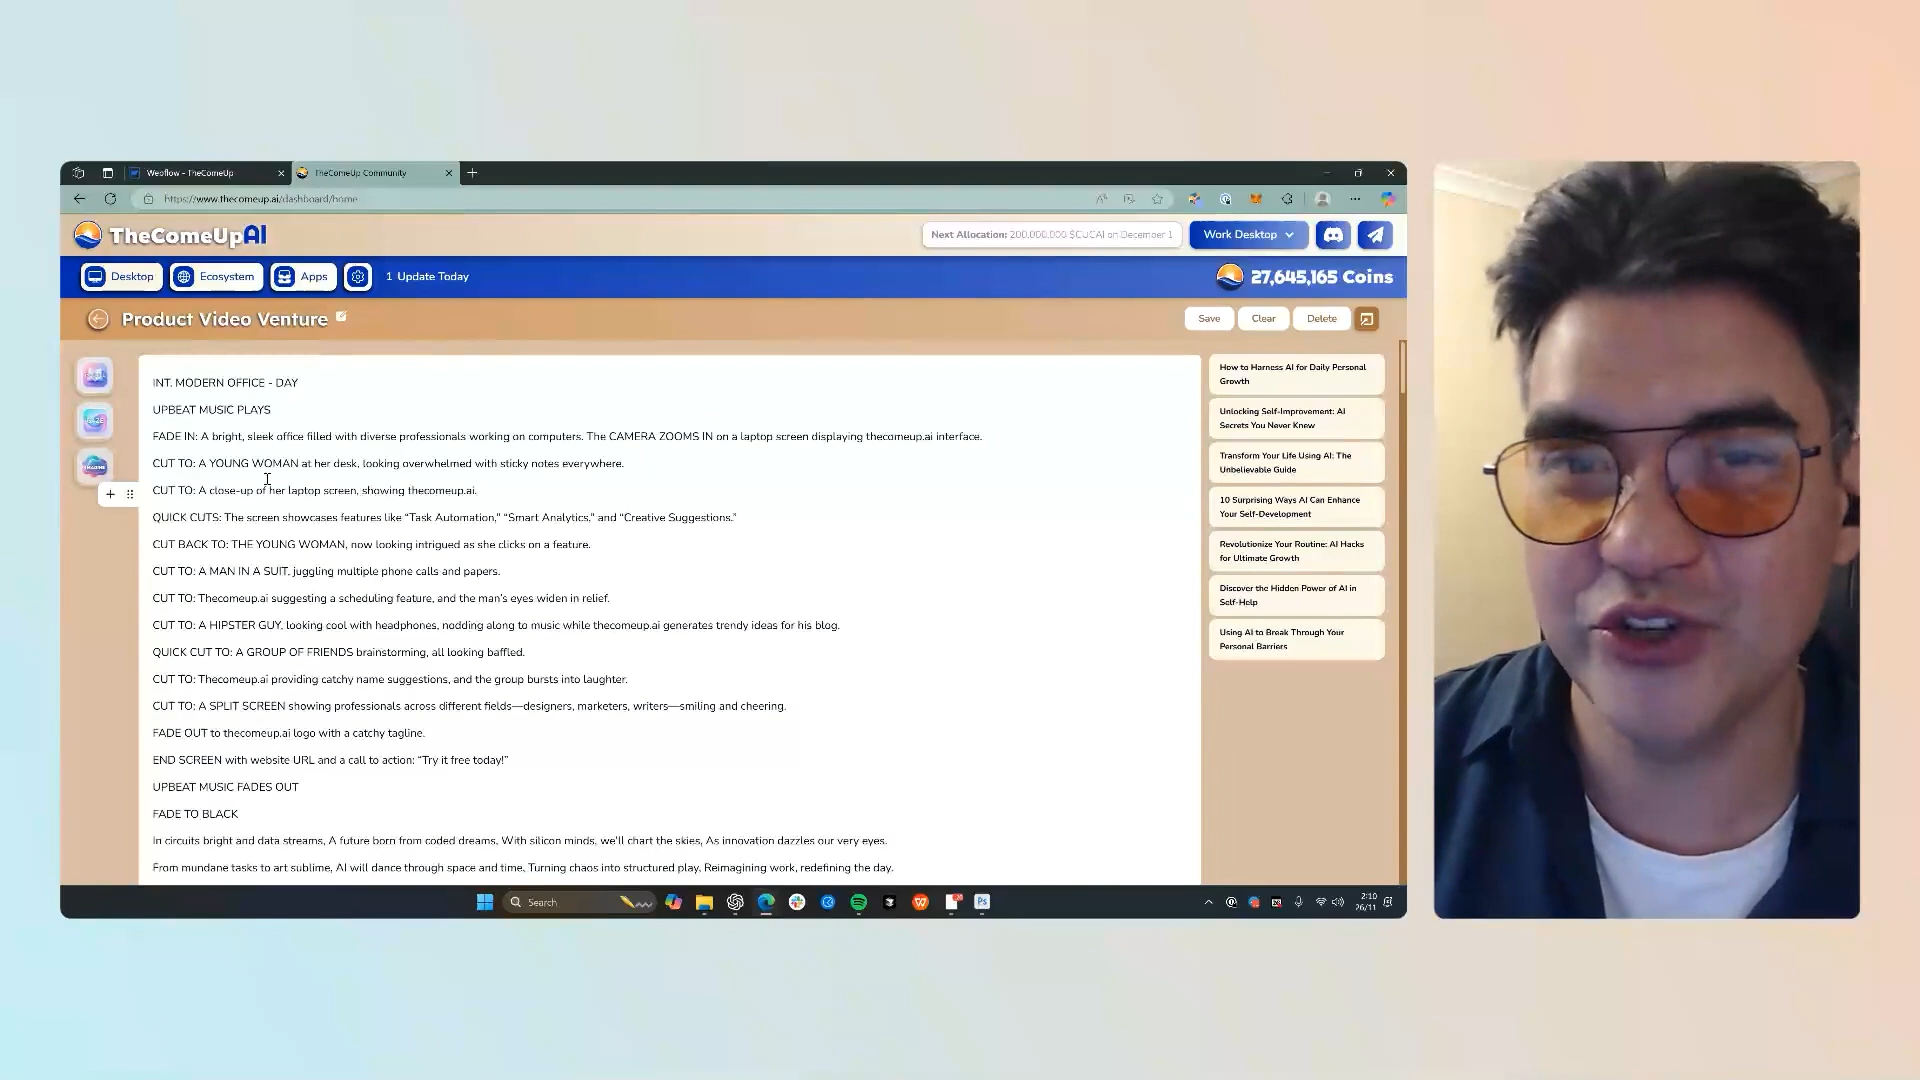 Webflow - TheComeUp
TheComeUp Community
https://www.thecomeup.ai/dashboard/home
TheComeUpAI
Next Allocation: 200,000,000 $CUCAI on December 1
Work Desktop
Desktop
Ecosystem
Apps
1 Update Today
27,645,165 Coins
Product Video Venture
Save
Clear
Delete
INT. MODERN OFFICE - DAY
UPBEAT MUSIC PLAYS
FADE IN: A bright, sleek office filled with diverse professionals working on computers. The CAMERA ZOOMS IN on a laptop screen displaying thecomeup.ai interface.
CUT TO: A YOUNG WOMAN at her desk, looking overwhelmed with sticky notes everywhere.
CUT TO: A close-up of her laptop screen, showing thecomeup.ai.
QUICK CUTS: The screen showcases features like “Task Automation,” “Smart Analytics,” and “Creative Suggestions.”
CUT BACK TO: THE YOUNG WOMAN, now looking intrigued as she clicks on a feature.
CUT TO: A MAN IN A SUIT, juggling multiple phone calls and papers.
CUT TO: Thecomeup.ai suggesting a scheduling feature, and the man’s eyes widen in relief.
CUT TO: A HIPSTER GUY, looking cool with headphones, nodding along to music while thecomeup.ai generates trendy ideas for his blog.
QUICK CUT TO: A GROUP OF FRIENDS brainstorming, all looking baffled.
CUT TO: Thecomeup.ai providing catchy name suggestions, and the group bursts into laughter.
CUT TO: A SPLIT SCREEN showing professionals across different fields—designers, marketers, writers—smiling and cheering.
FADE OUT to thecomeup.ai logo with a catchy tagline.
END SCREEN with website URL and a call to action: “Try it free today!”
UPBEAT MUSIC FADES OUT
FADE TO BLACK
In circuits bright and data streams, A future born from coded dreams, With silicon minds, we’ll chart the skies, As innovation dazzles our very eyes.
From mundane tasks to art sublime, AI will dance through space and time, Turning chaos into structured play, Reimagining work, redefining the day.
How to Harness AI for Daily Personal
Growth
Unlocking Self-Improvement: AI
Secrets You Never Knew
Transform Your Life Using AI: The
Unbelievable Guide
10 Surprising Ways AI Can Enhance
Your Self-Development
Revolutionize Your Routine: AI Hacks
for Ultimate Growth
Discover the Hidden Power of AI in
Self-Help
Using AI to Break Through Your
Personal Barriers
Search
2:10
26/11